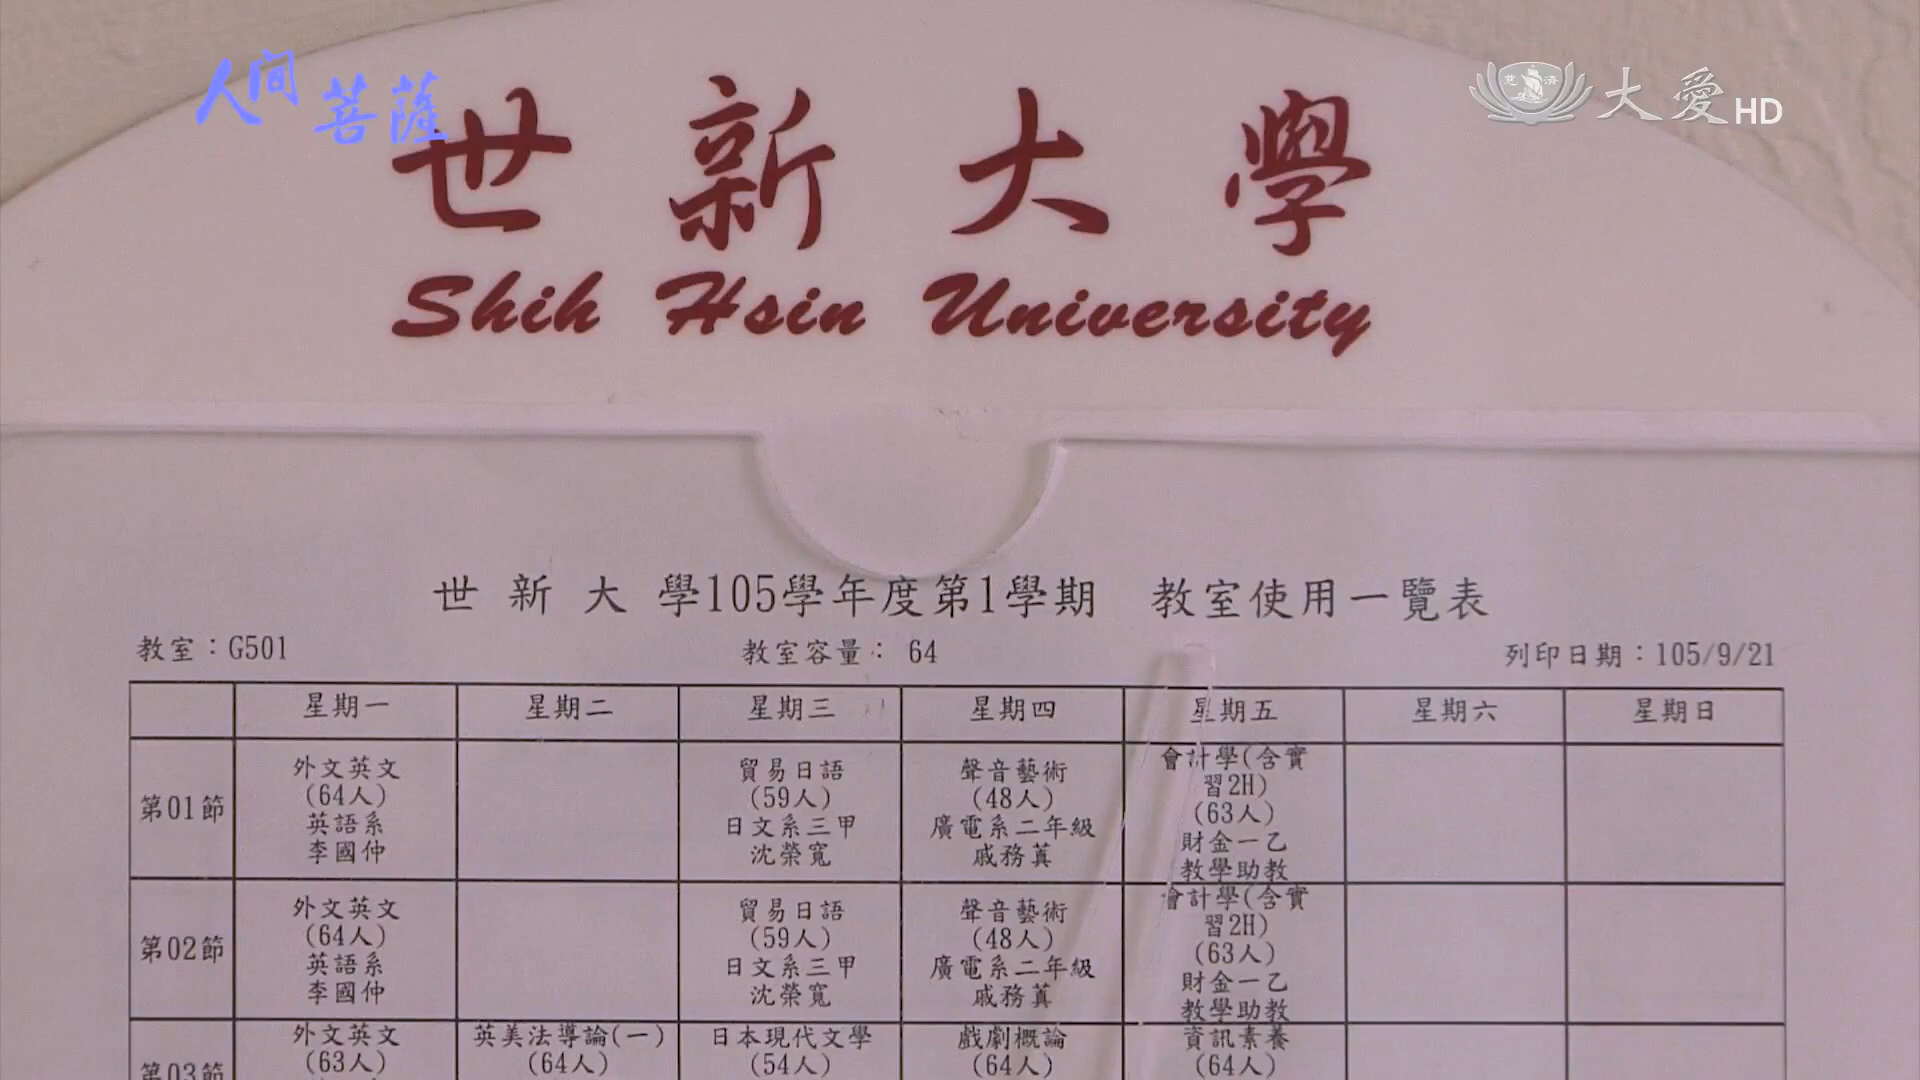 人間
菩薩
慈濟
大愛HD
世新大學
Shih Hsin University
世新大學105學年度第1學期 教室使用一覽表
教室：G501 教室容量： 64 列印日期：105/9/21
星期一 星期二 星期三 星期四 星期五 星期六 星期日
第01節
外文英文
(64人)
英語系
李國仲
貿易日語
(59人)
日文系三甲
沈榮寬
聲音藝術
(48人)
廣電系二年級
戚務蕇
會計學(含實
習2H)
(63人)
財金一乙
教學助教
第02節
外文英文
(64人)
英語系
李國仲
貿易日語
(59人)
日文系三甲
沈榮寬
聲音藝術
(48人)
廣電系二年級
戚務蕇
會計學(含實
習2H)
(63人)
財金一乙
教學助教
第03節
外文英文
(63人)
英美法導論(一)
(64人)
日本現代文學
(54人)
戲劇概論
(64人)
資訊素養
(64人)